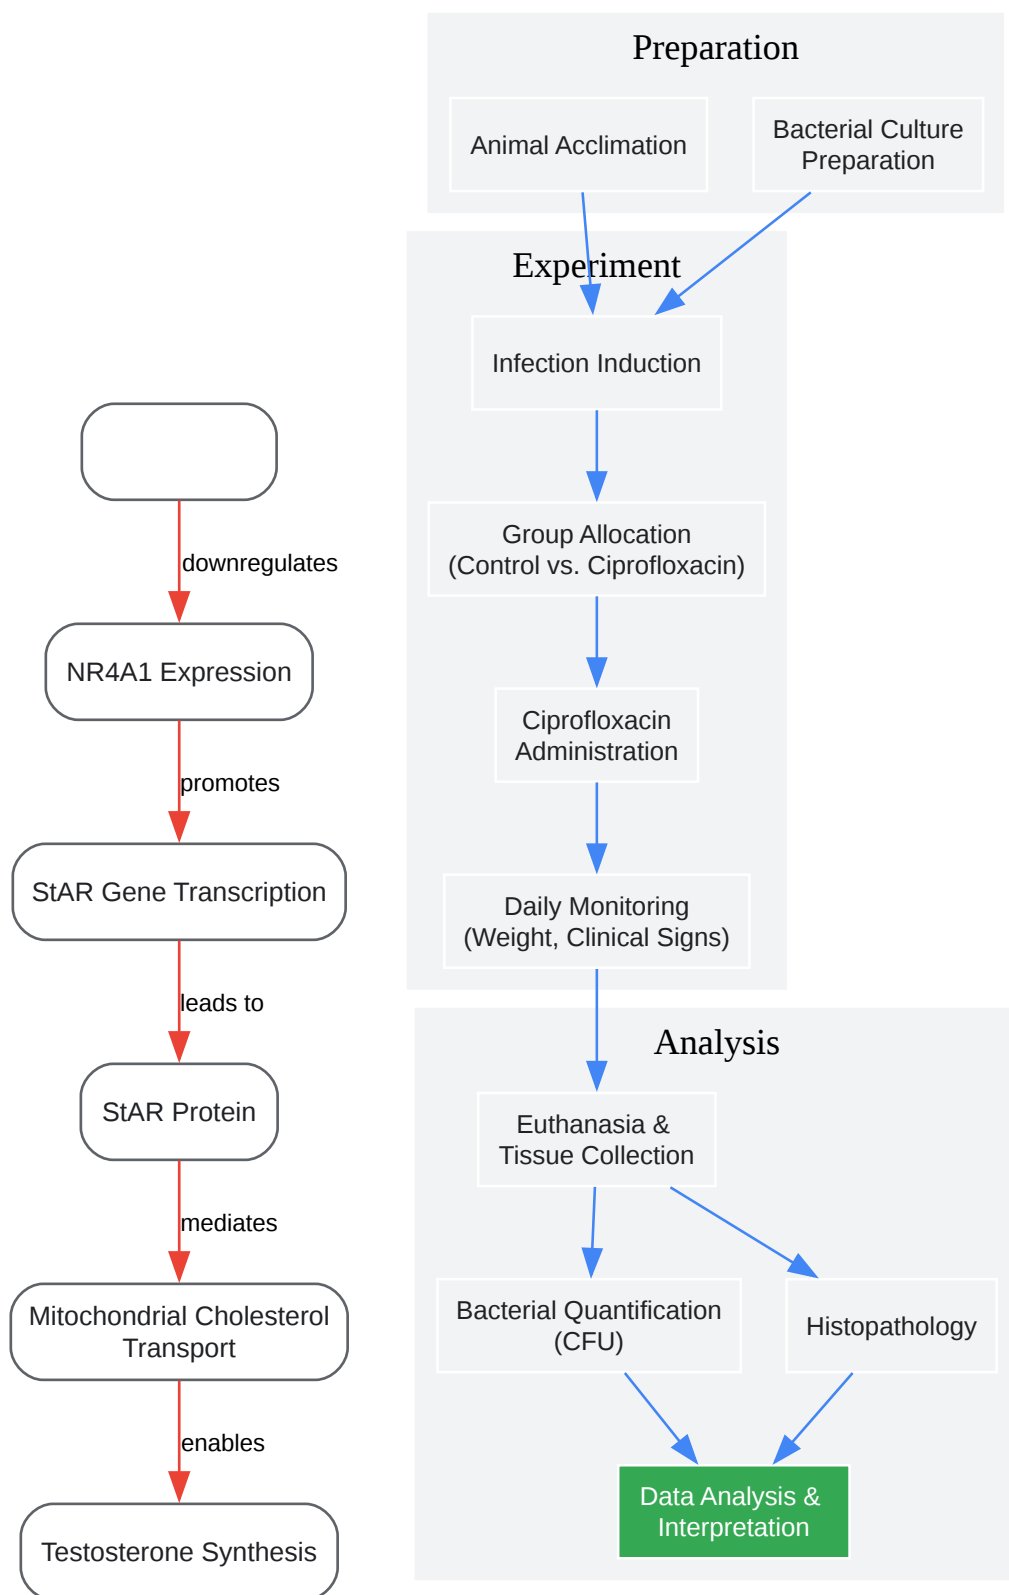 downregulates
NR4A1 Expression
promotes
StAR Gene Transcription
leads to
StAR Protein
mediates
Mitochondrial Cholesterol
Transport
enables
Testosterone Synthesis
Preparation
Animal Acclimation
Bacterial Culture
Preparation
Experiment
Infection Induction
Group Allocation
(Control vs. Ciprofloxacin)
Ciprofloxacin
Administration
Daily Monitoring
(Weight, Clinical Signs)
Analysis
Euthanasia &
Tissue Collection
Bacterial Quantification
(CFU)
Histopathology
Data Analysis &
Interpretation